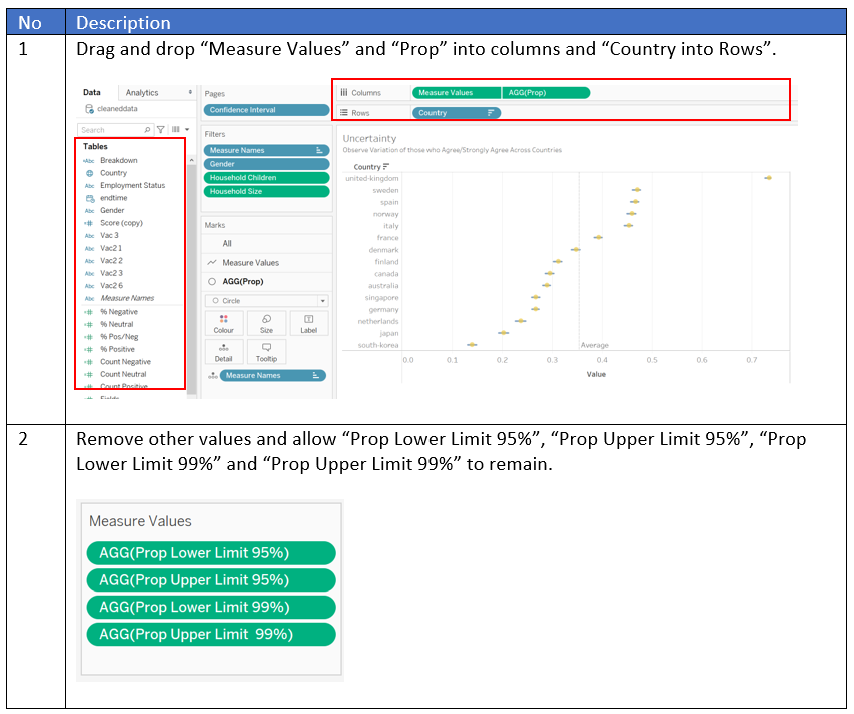 No
Description
1
Drag and drop “Measure Values” and “Prop” into columns and “Country into Rows”.
Data
Analytics
cleaneddata
Search
Tables
Abc Breakdown
Country
Abc Employment Status
endtime
Abc Gender
Score (copy)
Abc Vac 3
Abc Vac2 1
Abc Vac2 2
Abc Vac2 3
Abc Vac2 6
Abc Measure Names
% Negative
% Neutral
% Pos/Neg
% Positive
Count Negative
Count Neutral
Count Positive
Fields
Pages
Confidence Interval
Filters
Measure Names
Gender
Household Children
Household Size
Marks
All
Measure Values
AGG(Prop)
Circle
Colour
Size
Label
Detail
Tooltip
Measure Names
Columns
Measure Values
AGG(Prop)
Rows
Country
Uncertainty
Observe Variation of those who Agree/Strongly Agree Across Countries
Country
united-kingdom
sweden
spain
norway
italy
france
denmark
finland
canada
australia
singapore
germany
netherlands
japan
south-korea
Average
0.0 0.1 0.2 0.3 0.4 0.5 0.6 0.7
Value
2
Remove other values and allow “Prop Lower Limit 95%”, “Prop Upper Limit 95%”, “Prop
Lower Limit 99%” and “Prop Upper Limit 99%” to remain.
Measure Values
AGG(Prop Lower Limit 95%)
AGG(Prop Upper Limit 95%)
AGG(Prop Lower Limit 99%)
AGG(Prop Upper Limit  99%)